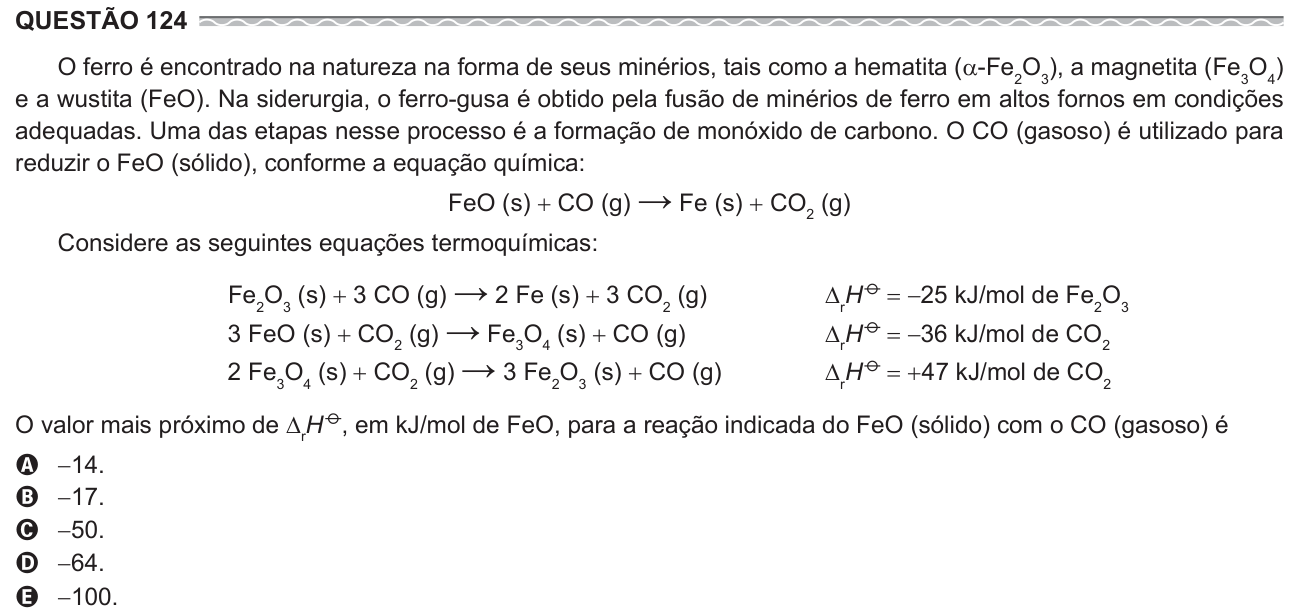 QUESTÃO 124
O ferro é encontrado na natureza na forma de seus minérios, tais como a hematita (α-Fe₂O₃), a magnetita (Fe₃O₄)
e a wustita (FeO). Na siderurgia, o ferro-gusa é obtido pela fusão de minérios de ferro em altos fornos em condições
adequadas. Uma das etapas nesse processo é a formação de monóxido de carbono. O CO (gasoso) é utilizado para
reduzir o FeO (sólido), conforme a equação química:
FeO (s) + CO (g) ⟶ Fe (s) + CO₂ (g)
Considere as seguintes equações termoquímicas:
Fe₂O₃ (s) + 3 CO (g) ⟶ 2 Fe (s) + 3 CO₂ (g) ΔᵣH⦵ = −25 kJ/mol de Fe₂O₃
3 FeO (s) + CO₂ (g) ⟶ Fe₃O₄ (s) + CO (g) ΔᵣH⦵ = −36 kJ/mol de CO₂
2 Fe₃O₄ (s) + CO₂ (g) ⟶ 3 Fe₂O₃ (s) + CO (g) ΔᵣH⦵ = +47 kJ/mol de CO₂
O valor mais próximo de ΔᵣH⦵, em kJ/mol de FeO, para a reação indicada do FeO (sólido) com o CO (gasoso) é
A −14.
B −17.
C −50.
D −64.
E −100.